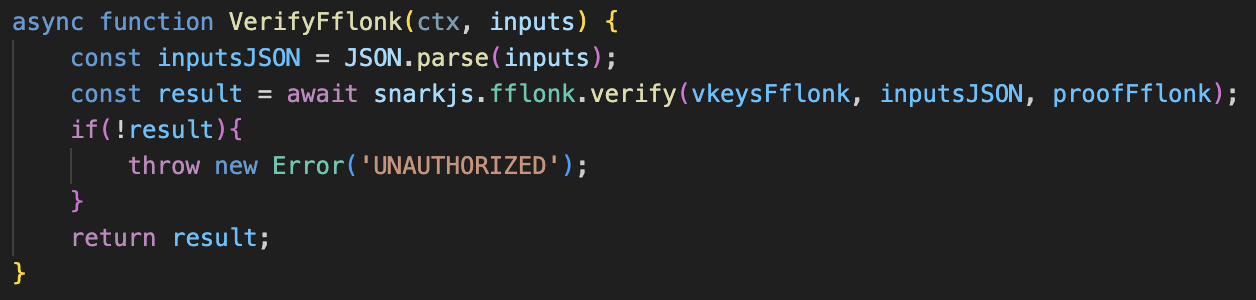 async function VerifyFflonk(ctx, inputs) {
    const inputsJSON = JSON.parse(inputs);
    const result = await snarkjs.fflonk.verify(vkeysFflonk, inputsJSON, proofFflonk);
    if(!result){
        throw new Error('UNAUTHORIZED');
    }
    return result;
}